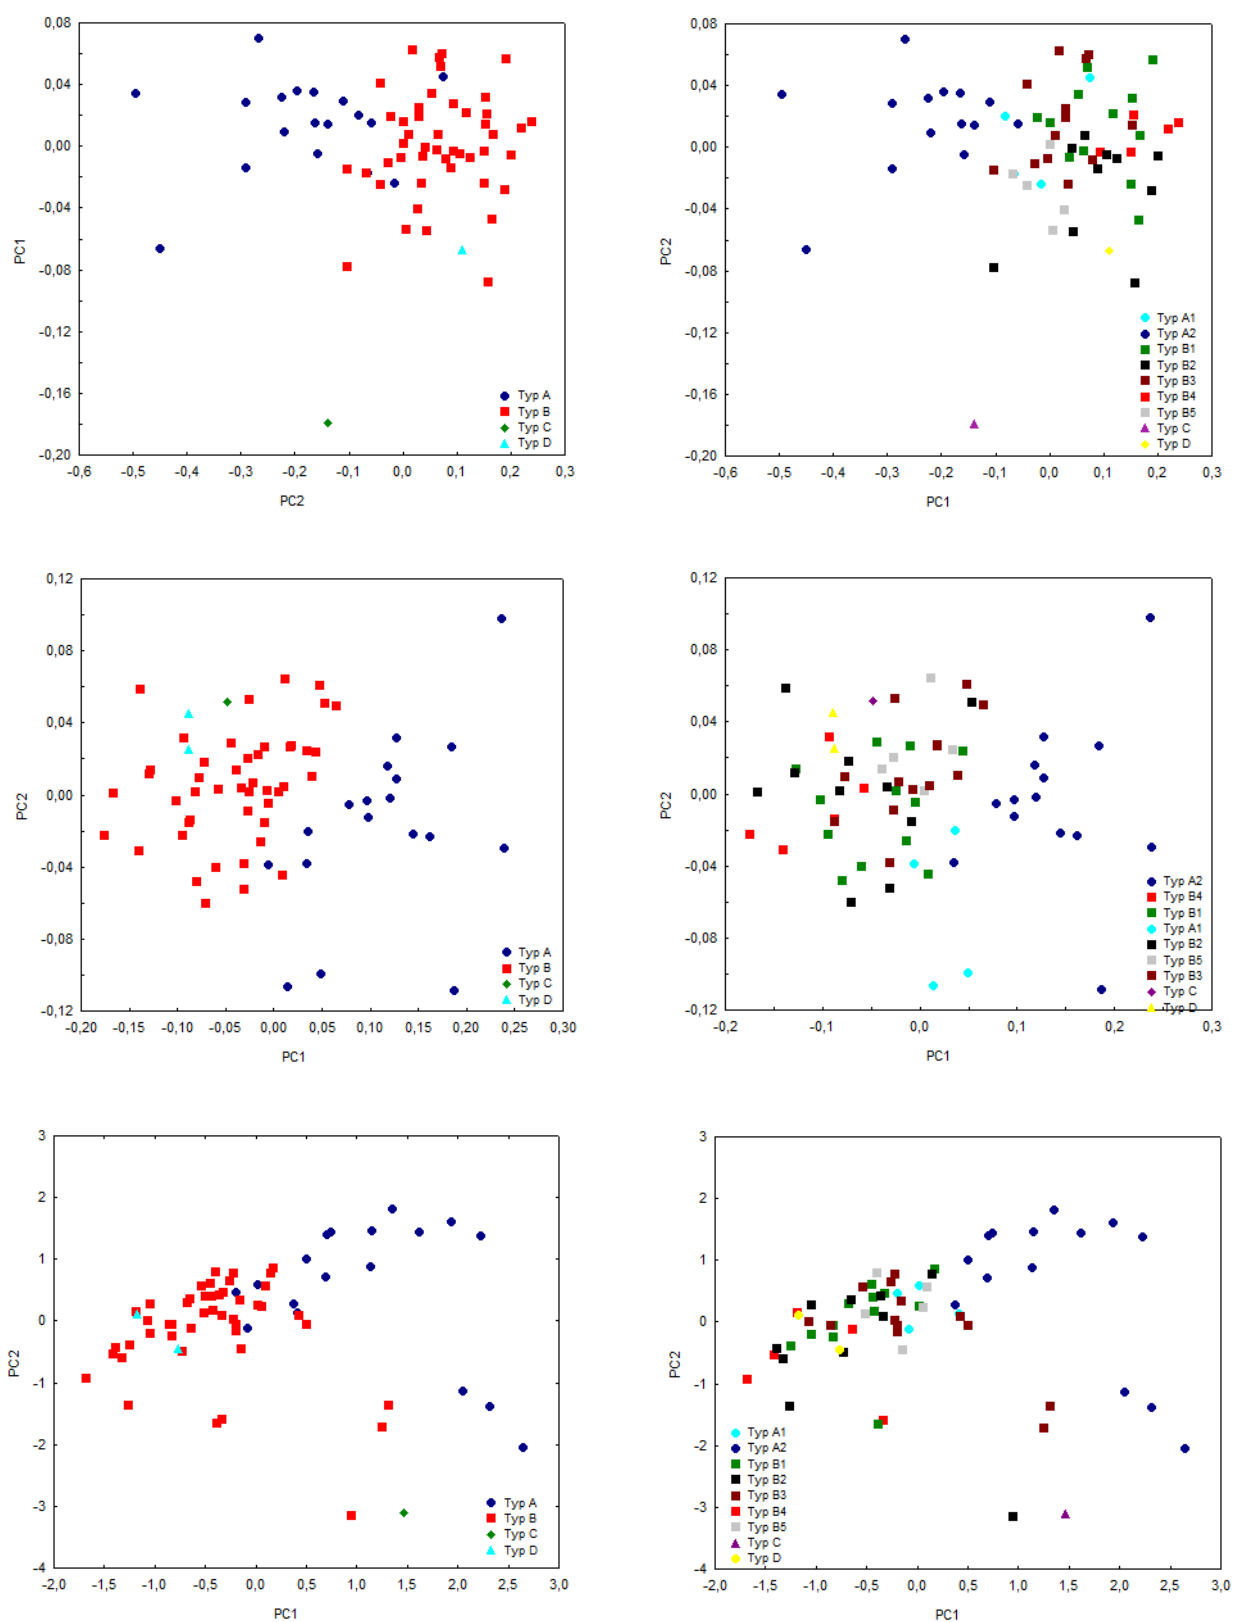 0,08
0,04
0,00
-0,04
-0,08
-0,12
-0,16
-0,20
PC1
-0,6 -0,5 -0,4 -0,3 -0,2 -0,1 0,0 0,1 0,2 0,3
PC2
Typ A
Typ B
Typ C
Typ D
0,08
0,04
0,00
-0,04
-0,08
-0,12
-0,16
-0,20
PC2
-0,6 -0,5 -0,4 -0,3 -0,2 -0,1 0,0 0,1 0,2 0,3
PC1
Typ A1
Typ A2
Typ B1
Typ B2
Typ B3
Typ B4
Typ B5
Typ C
Typ D
0,12
0,08
0,04
0,00
-0,04
-0,08
-0,12
PC2
-0,20 -0,15 -0,10 -0,05 0,00 0,05 0,10 0,15 0,20 0,25 0,30
PC1
Typ A
Typ B
Typ C
Typ D
0,12
0,08
0,04
0,00
-0,04
-0,08
-0,12
PC2
-0,2 -0,1 0,0 0,1 0,2 0,3
PC1
Typ A2
Typ B4
Typ B1
Typ A1
Typ B2
Typ B5
Typ B3
Typ C
Typ D
3
2
1
0
-1
-2
-3
-4
PC2
-2,0 -1,5 -1,0 -0,5 0,0 0,5 1,0 1,5 2,0 2,5 3,0
PC1
Typ A
Typ B
Typ C
Typ D
3
2
1
0
-1
-2
-3
-4
PC2
-2,0 -1,5 -1,0 -0,5 0,0 0,5 1,0 1,5 2,0 2,5 3,0
PC1
Typ A1
Typ A2
Typ B1
Typ B2
Typ B3
Typ B4
Typ B5
Typ C
Typ D